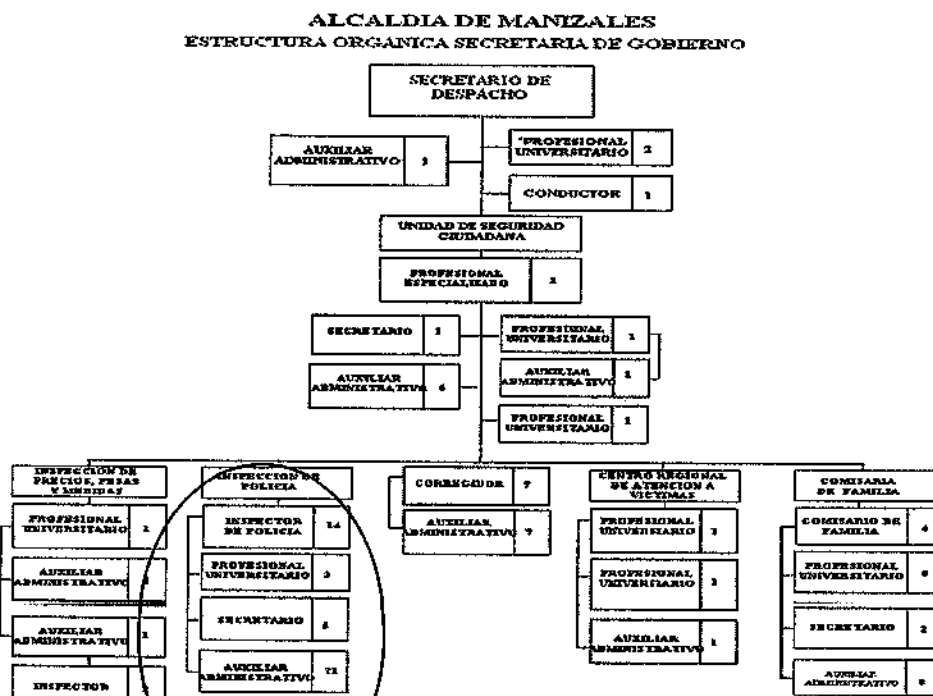 ALCALDIA DE MANIZALES
ESTRUCTURA ORGANICA SECRETARIA DE GOBIERNO
SECRETARIO DE
DESPACHO
AUXILIAR
ADMINISTRATIVO
PROFESIONAL
UNIVERSITARIO 2
CONDUCTOR 1
UNIDAD DE SEGURIDAD
CIUDADANA
PROFESIONAL
ESPECIALIZADO
SECRETARIO
PROFESIONAL
UNIVERSITARIO 1
AUXILIAR
ADMINISTRATIVO 6
AUXILIAR
ADMINISTRATIVO 1
PROFESIONAL
UNIVERSITARIO 1
INSPECCION DE
PRECIOS, PESAS
Y MEDIDAS
PROFESIONAL
UNIVERSITARIO
AUXILIAR
ADMINISTRATIVO
AUXILIAR
ADMINISTRATIVO
INSPECTOR
INSPECCION DE
POLICIA
INSPECTOR
DE POLICIA 14
PROFESIONAL
UNIVERSITARIO
SECRETARIO
AUXILIAR
ADMINISTRATIVO
CORREGIDOR 7
AUXILIAR
ADMINISTRATIVO 7
CENTRO REGIONAL
DE ATENCION A
VICTIMAS
PROFESIONAL
UNIVERSITARIO
PROFESIONAL
UNIVERSITARIO
AUXILIAR
ADMINISTRATIVO 1
COMISARIA
DE FAMILIA
COMISARIO DE
FAMILIA 4
PROFESIONAL
UNIVERSITARIO
SECRETARIO 2
AUXILIAR
ADMINISTRATIVO